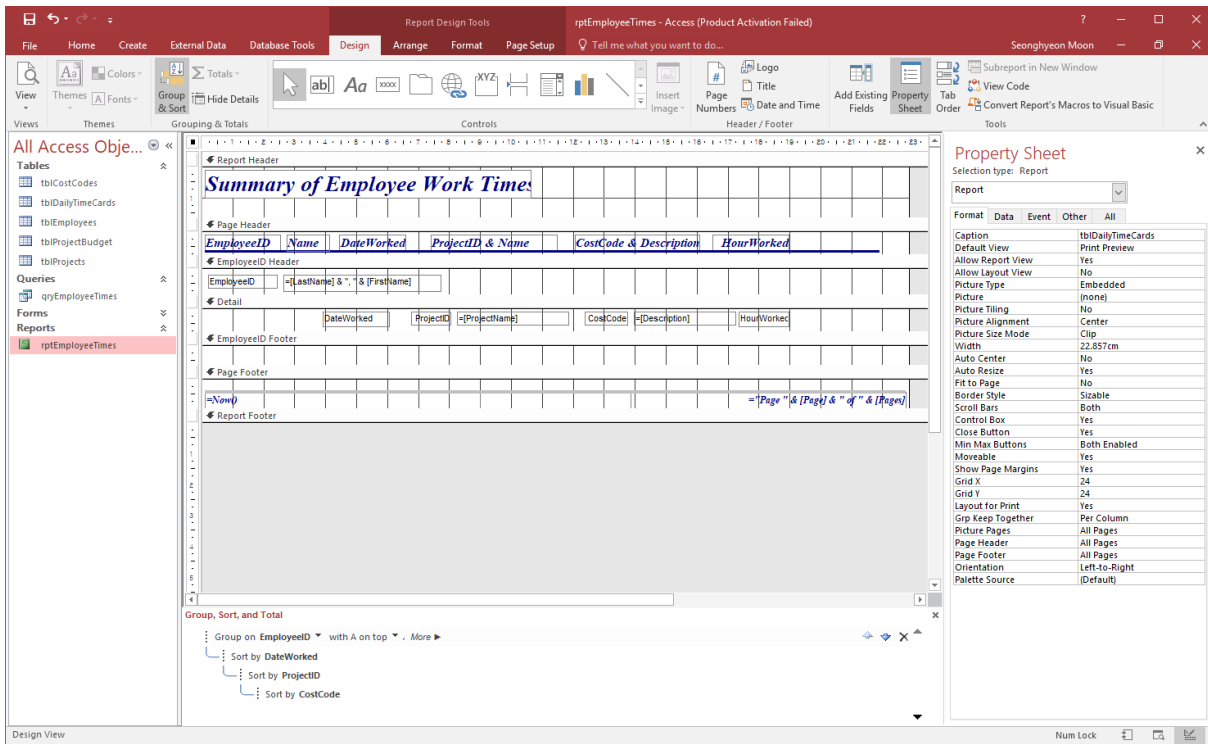 Report Design Tools
rptEmployeeTimes - Access (Product Activation Failed)
File Home Create External Data Database Tools Design Arrange Format Page Setup Tell me what you want to do... Seonghyeon Moon
View
Views
Themes
Colors
Fonts
Themes
Group & Sort
Totals
Hide Details
Grouping & Totals
Controls
Insert Image
Page Numbers
Logo
Title
Date and Time
Header / Footer
Add Existing Fields
Property Sheet
Tab Order
Subreport in New Window
View Code
Convert Report's Macros to Visual Basic
Tools
All Access Obje...
Tables
tblCostCodes
tblDailyTimeCards
tblEmployees
tblProjectBudget
tblProjects
Queries
qryEmployeeTimes
Forms
Reports
rptEmployeeTimes
Report Header
Summary of Employee Work Times
Page Header
EmployeeID Name DateWorked ProjectID & Name CostCode & Description HourWorked
EmployeeID Header
EmployeeID =[LastName] & ", " & [FirstName]
Detail
DateWorked ProjectID =[ProjectName] CostCode =[Description] HourWorked
EmployeeID Footer
Page Footer
=Now() ="Page " & [Page] & " of " & [Pages]
Report Footer
Group, Sort, and Total
Group on EmployeeID with A on top , More
Sort by DateWorked
Sort by ProjectID
Sort by CostCode
Property Sheet
Selection type: Report
Report
Format Data Event Other All
Caption tblDailyTimeCards
Default View Print Preview
Allow Report View Yes
Allow Layout View No
Picture Type Embedded
Picture (none)
Picture Tiling No
Picture Alignment Center
Picture Size Mode Clip
Width 22.857cm
Auto Center No
Auto Resize Yes
Fit to Page No
Border Style Sizable
Scroll Bars Both
Control Box Yes
Close Button Yes
Min Max Buttons Both Enabled
Moveable Yes
Show Page Margins Yes
Grid X 24
Grid Y 24
Layout for Print Yes
Grp Keep Together Per Column
Picture Pages All Pages
Page Header All Pages
Page Footer All Pages
Orientation Left-to-Right
Palette Source (Default)
Design View
Num Lock